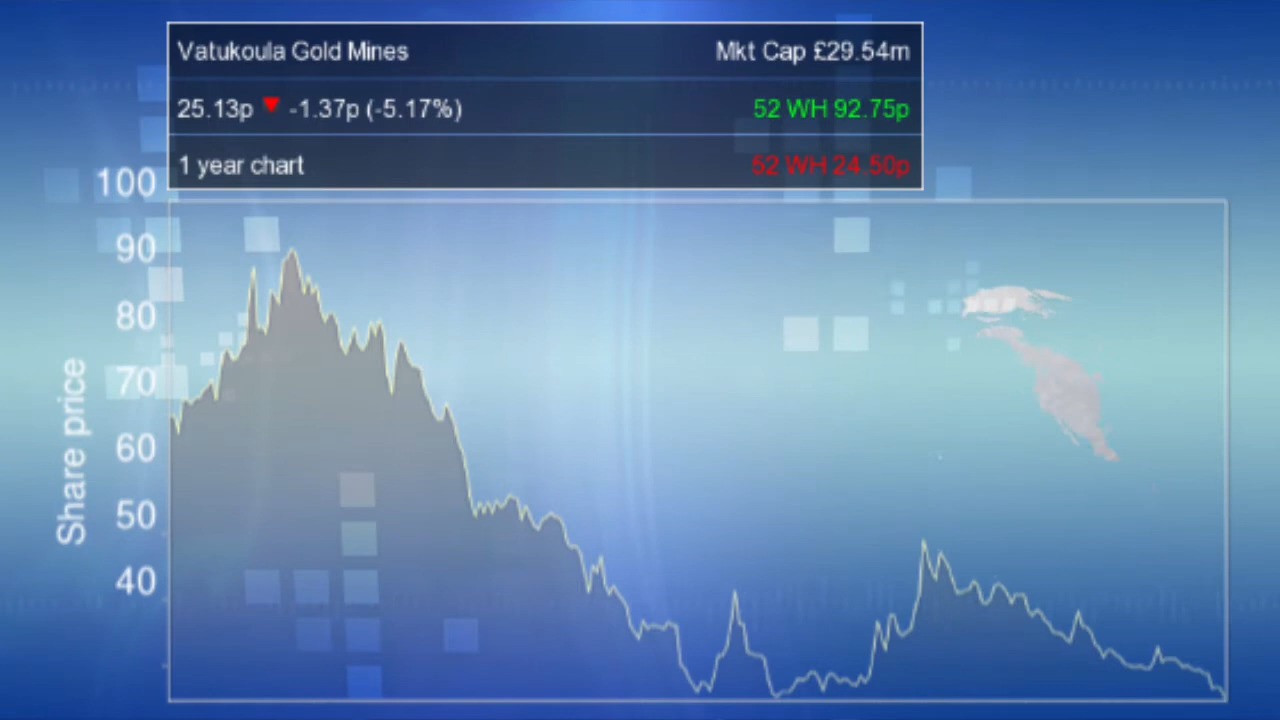 Vatukoula Gold Mines Mkt Cap £29.54m
25.13p ▼ -1.37p (-5.17%) 52 WH 92.75p
1 year chart 52 WH 24.50p
Share price
100
90
80
70
60
50
40